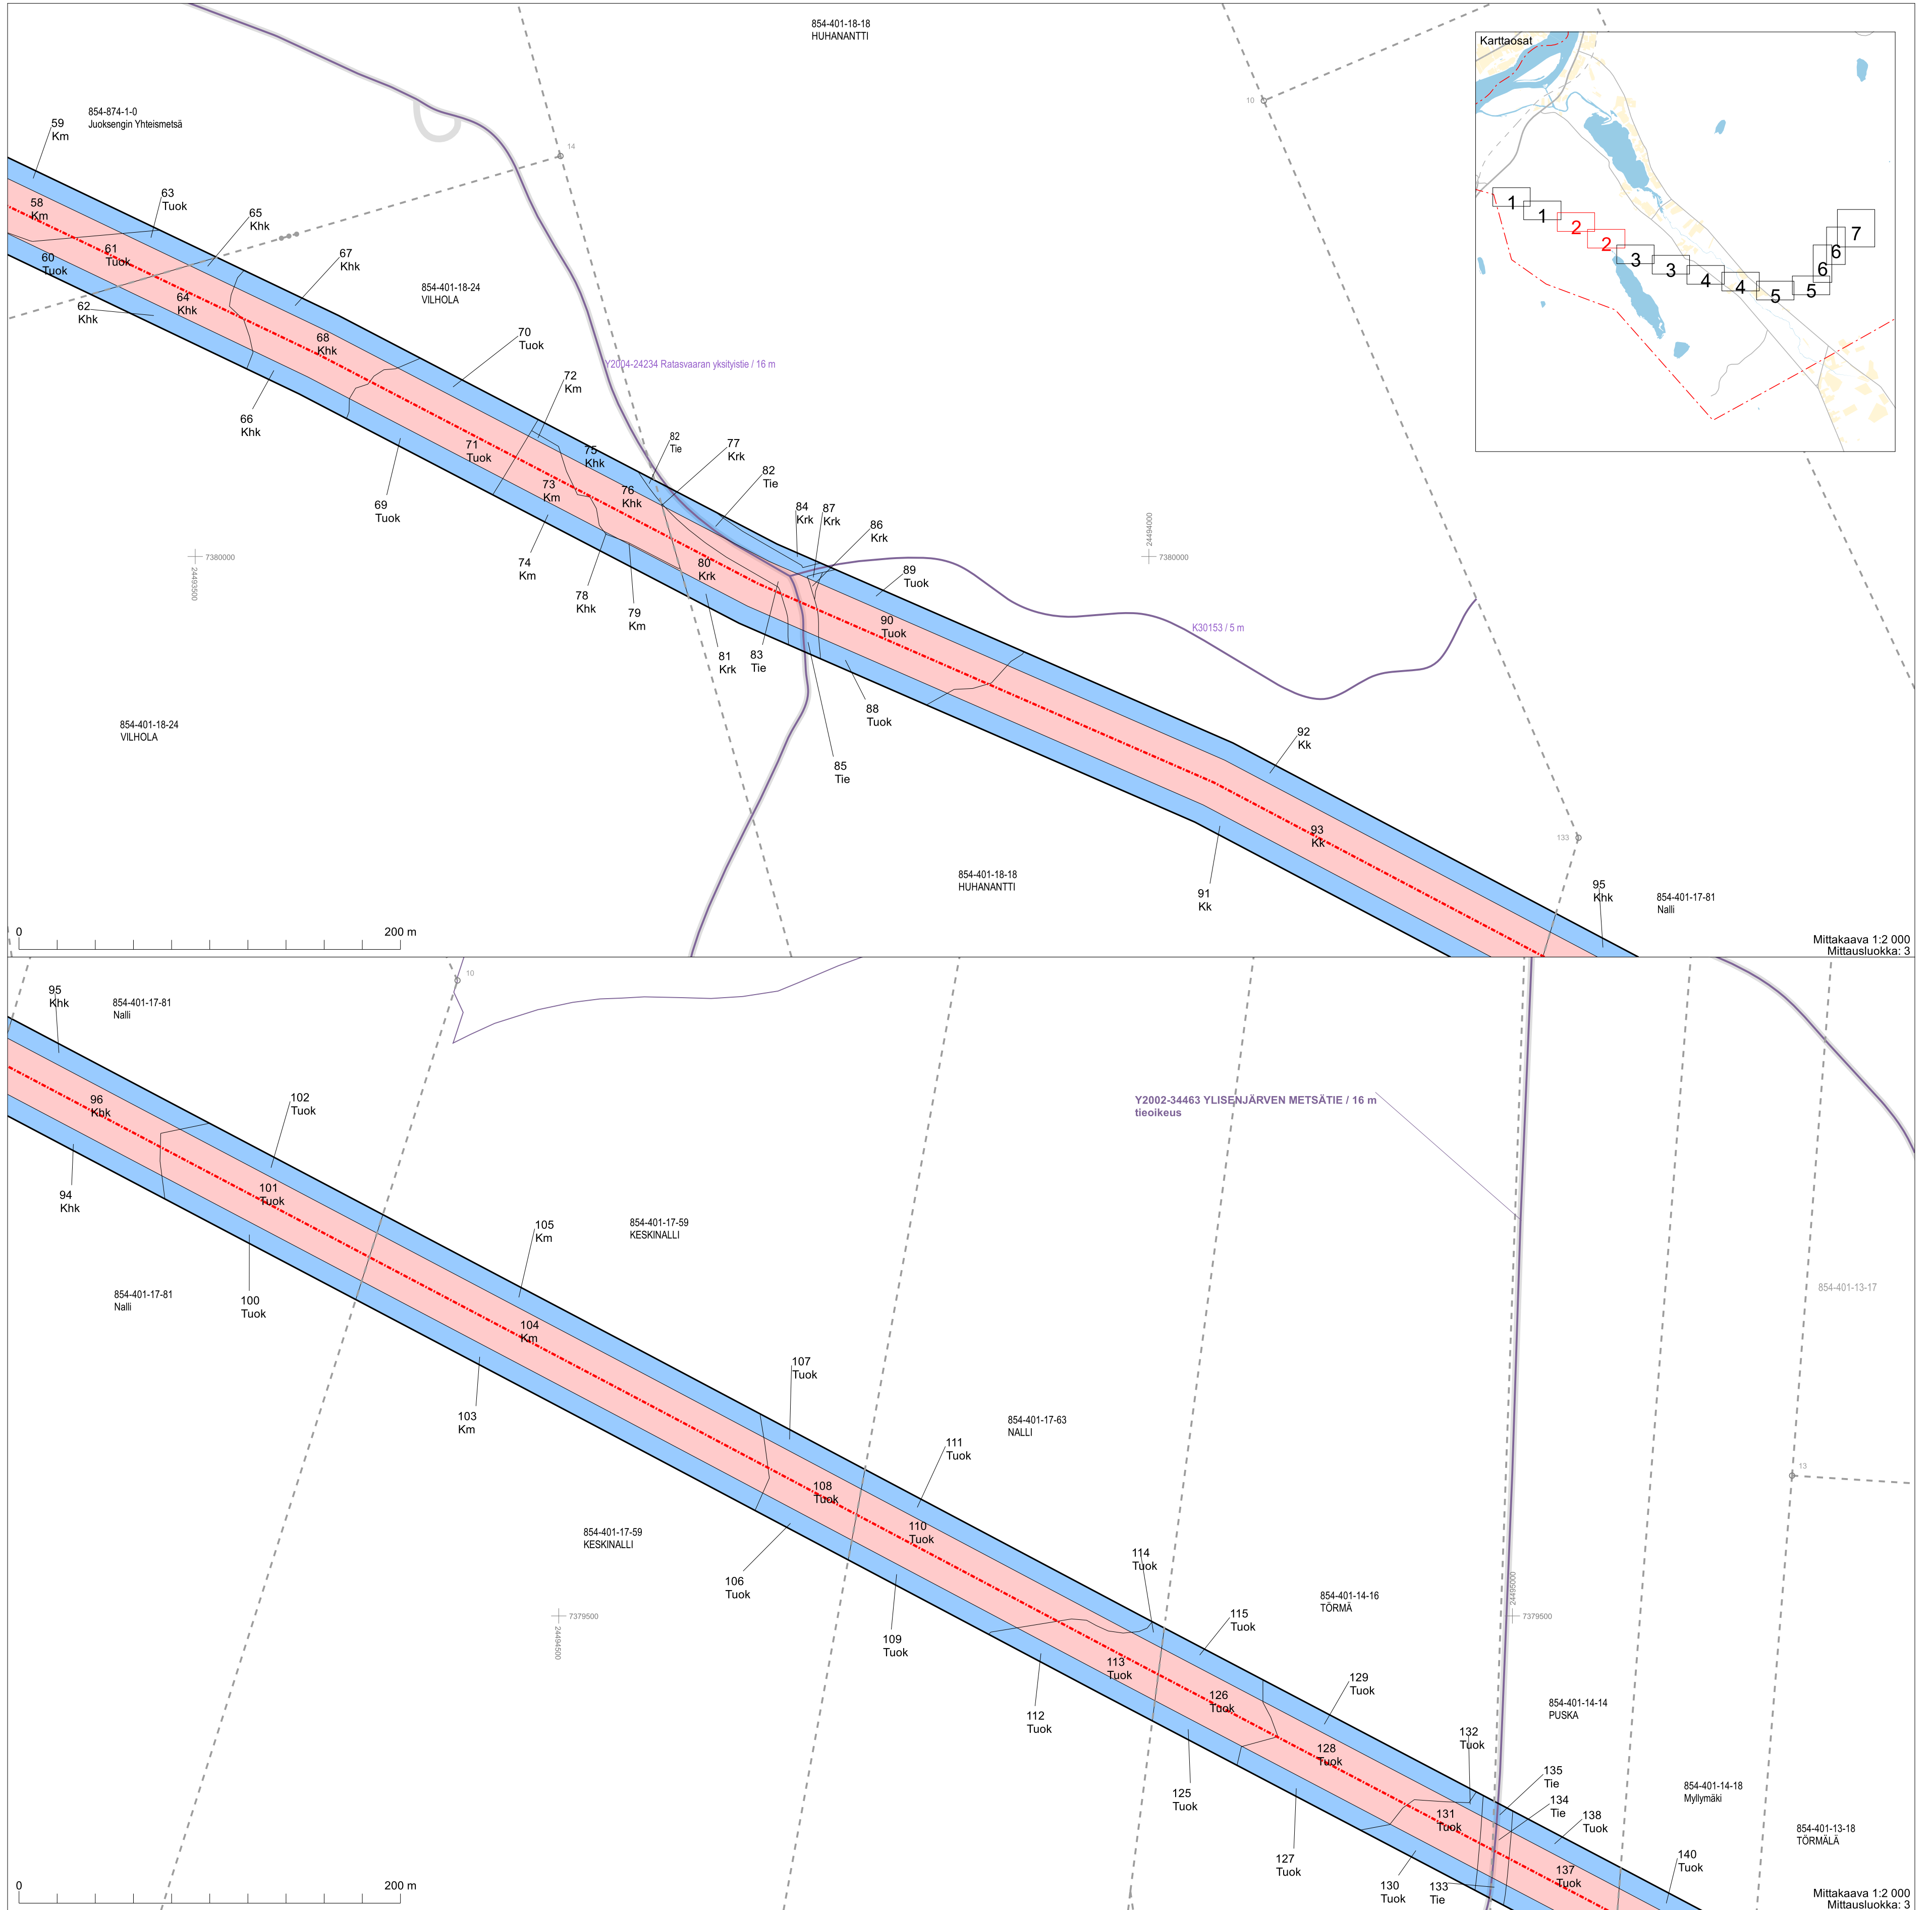 854-401-18-18
HUHANANTTI
Karttaosat
1
1
2
2
3
3
4
4
5
5
6
6
7
10
854-874-1-0
Juoksengin Yhteismetsä
59
Km
14
58
Km
63
Tuok
65
Khk
61
Tuok
60
Tuok
67
Khk
64
Khk
62
Khk
854-401-18-24
VILHOLA
68
Khk
70
Tuok
Y2004-24234 Ratasvaaran yksityistie / 16 m
72
Km
66
Khk
71
Tuok
75
Khk
82
Tie
77
Krk
82
Tie
73
Km
76
Khk
69
Tuok
84
Krk
87
Krk
86
Krk
7380000
24493500
24494000
7380000
74
Km
80
Krk
89
Tuok
78
Khk
79
Km
90
Tuok
K30153 / 5 m
81
Krk
83
Tie
88
Tuok
854-401-18-24
VILHOLA
85
Tie
92
Kk
93
Kk
133
854-401-18-18
HUHANANTTI
91
Kk
95
Khk
854-401-17-81
Nalli
0
200 m
Mittakaava 1:2 000
Mittausluokka: 3
10
95
Khk
854-401-17-81
Nalli
96
Khk
102
Tuok
Y2002-34463 YLISENJÄRVEN METSÄTIE / 16 m
tieoikeus
94
Khk
101
Tuok
105
Km
854-401-17-59
KESKINALLI
854-401-13-17
854-401-17-81
Nalli
100
Tuok
104
Km
107
Tuok
103
Km
854-401-17-63
NALLI
111
Tuok
13
108
Tuok
854-401-17-59
KESKINALLI
110
Tuok
114
Tuok
106
Tuok
854-401-14-16
TÖRMÄ
24495000
7379500
24494500
7379500
115
Tuok
109
Tuok
113
Tuok
129
Tuok
126
Tuok
854-401-14-14
PUSKA
112
Tuok
132
Tuok
128
Tuok
135
Tie
854-401-14-18
Myllymäki
125
Tuok
134
Tie
131
Tuok
138
Tuok
854-401-13-18
TÖRMÄLÄ
127
Tuok
140
Tuok
137
Tuok
130
Tuok
133
Tie
0
200 m
Mittakaava 1:2 000
Mittausluokka: 3